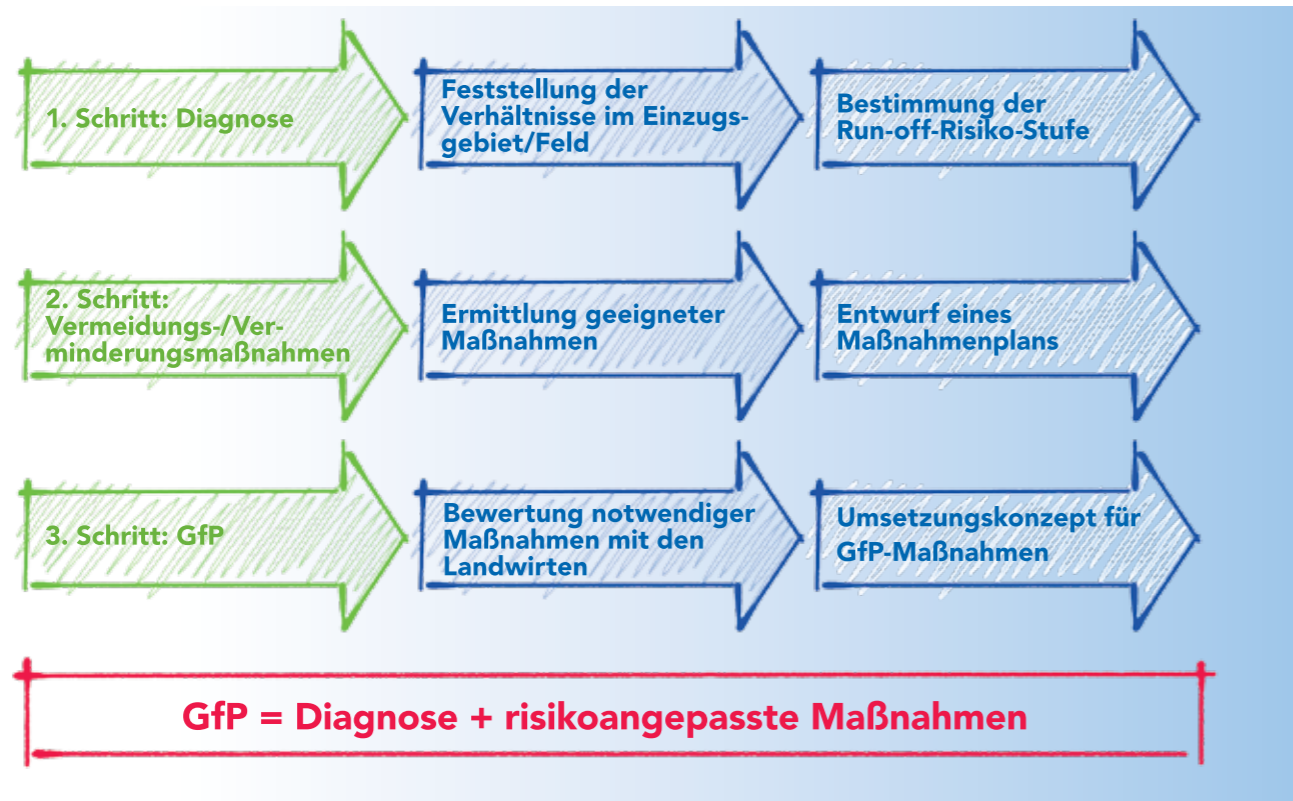 1. Schritt: Diagnose
Feststellung der
Verhältnisse im Einzugs-
gebiet/Feld
Bestimmung der
Run-off-Risiko-Stufe
2. Schritt:
Vermeidungs-/Ver-
minderungsmaßnahmen
Ermittlung geeigneter
Maßnahmen
Entwurf eines
Maßnahmenplans
3. Schritt: GfP
Bewertung notwendiger
Maßnahmen mit den
Landwirten
Umsetzungskonzept für
GfP-Maßnahmen
GfP = Diagnose + risikoangepasste Maßnahmen